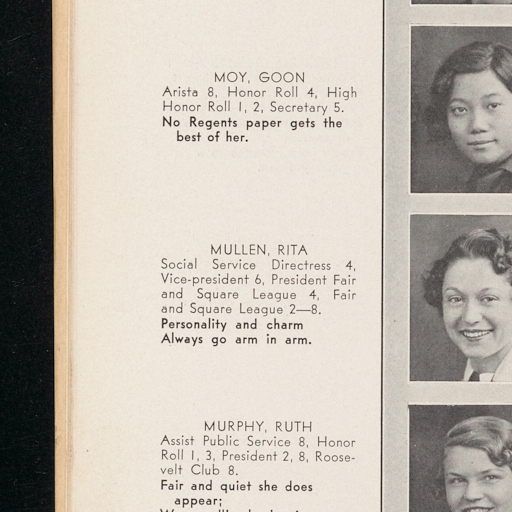 MOY, GOON
Arista 8, Honor Roll 4, High
Honor Roll 1, 2, Secretary 5.
No Regents paper gets the
best of her.
MULLEN, RITA
Social Service Directress 4,
Vice-president 6, President Fair
and Square League 4, Fair
and Square League 2—8.
Personality and charm
Always go arm in arm.
MURPHY, RUTH
Assist Public Service 8, Honor
Roll 1, 3, President 2, 8, Roose-
velt Club 8.
Fair and quiet she does
appear;